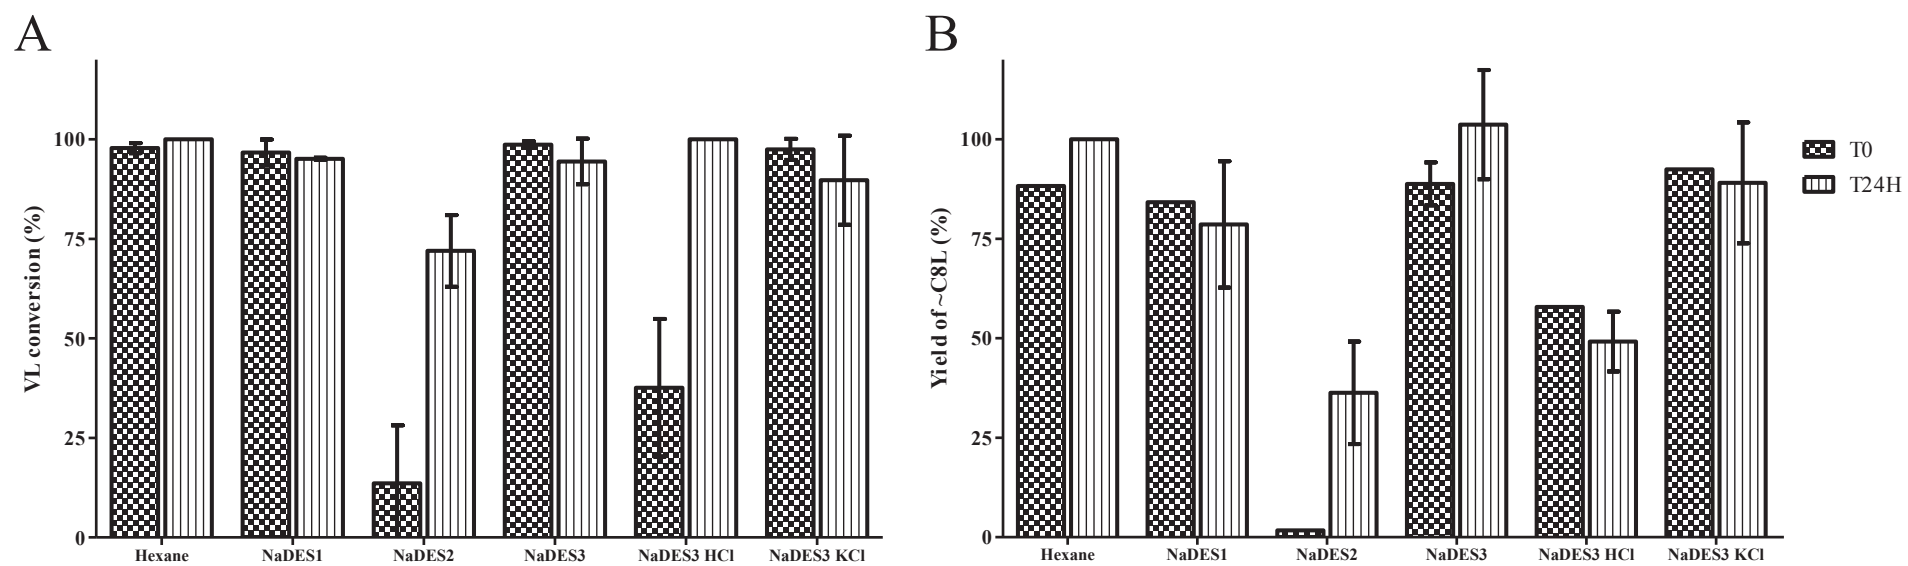 A
VL conversion (%)
100
75
50
25
0
Hexane NaDES1 NaDES2 NaDES3 NaDES3 HCl NaDES3 KCl
B
Yield of ~C8L (%)
100
75
50
25
0
Hexane NaDES1 NaDES2 NaDES3 NaDES3 HCl NaDES3 KCl
T0
T24H